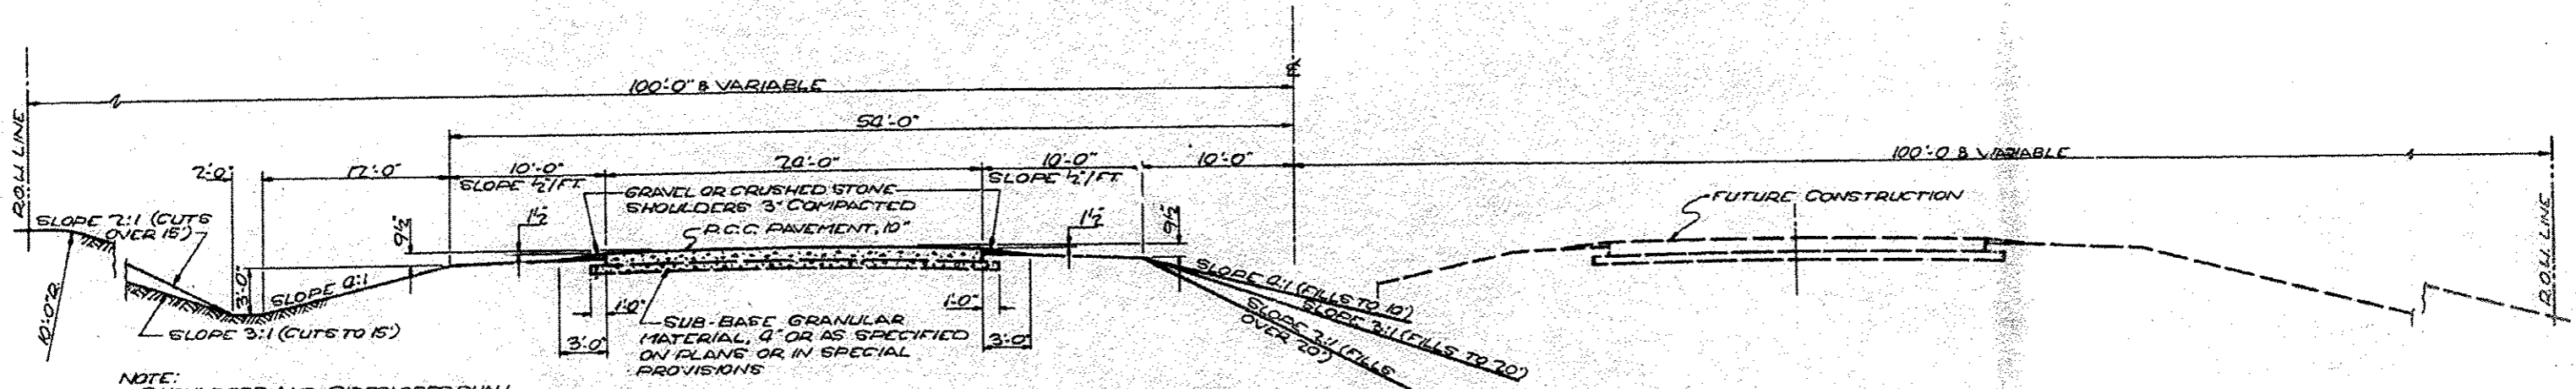 100'-0" & VARIABLE
54'-0"
R.O.W. LINE
2'-0"
12'-0"
10'-0"
SLOPE ½"/FT.
24'-0"
10'-0"
SLOPE ½"/FT.
10'-0"
100'-0 & VARIABLE
R.O.W. LINE
GRAVEL OR CRUSHED STONE
SHOULDERS 3" COMPACTED
P.C.C. PAVEMENT, 10"
FUTURE CONSTRUCTION
SLOPE 2:1 (CUTS
OVER 15')
9½"
1½"
1½"
9½"
3'-0"
SLOPE 4:1
10'-0"R.
SLOPE 3:1 (CUTS TO 15')
1'-0"
1'-0"
3'-0"
3'-0"
SUB-BASE GRANULAR
MATERIAL, 4" OR AS SPECIFIED
ON PLANS OR IN SPECIAL
PROVISIONS
SLOPE 4:1 (FILLS TO 10')
SLOPE 3:1 (FILLS TO 20')
SLOPE 2:1 (FILLS
OVER 20')
NOTE: